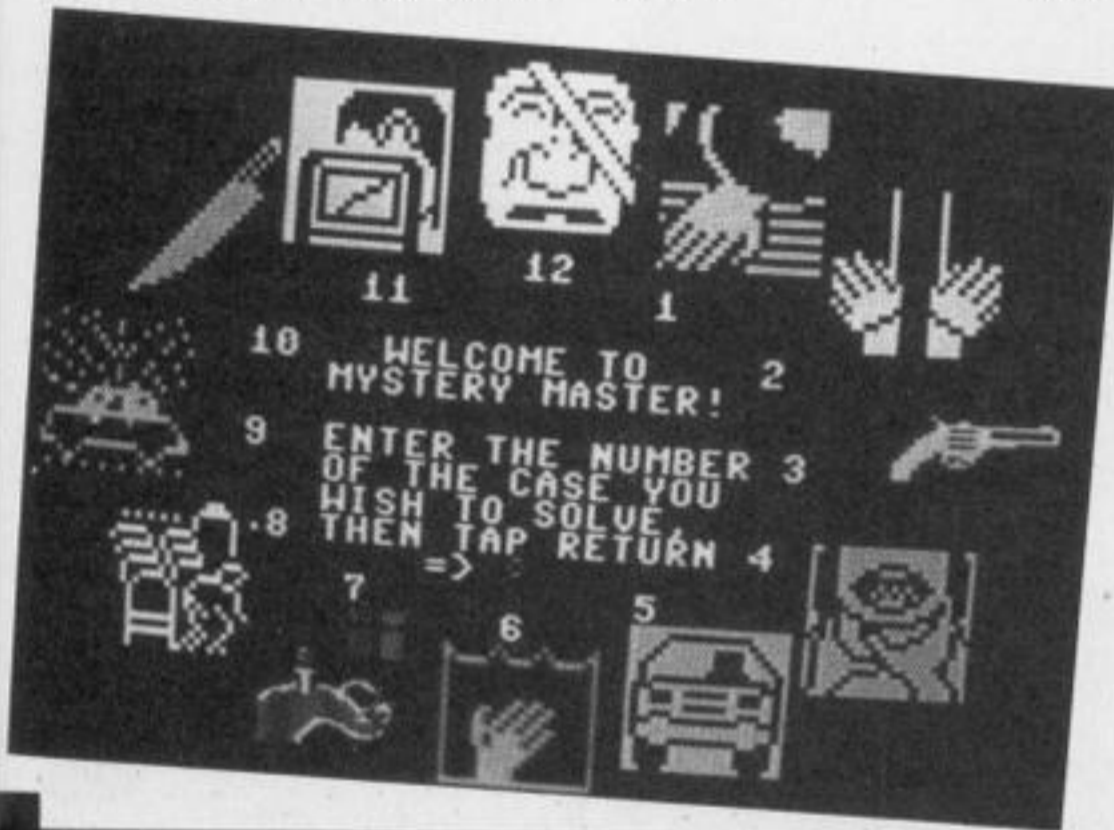 11
12
1
10
WELCOME TO
2
MYSTERY MASTER!
9
ENTER THE NUMBER 3
OF THE CASE YOU
.8
WISH TO SOLVE,
THEN TAP RETURN 4
=>
7
6
5